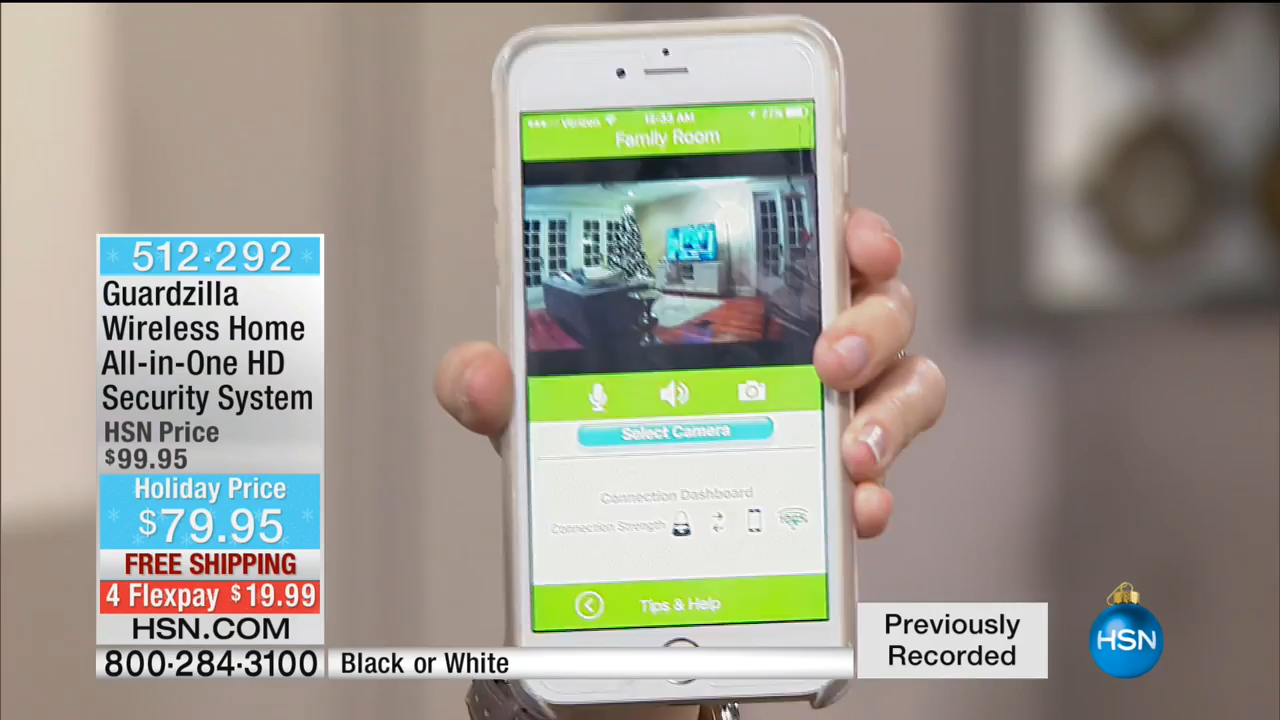 512·292
Guardzilla
Wireless Home
All-in-One HD
Security System
HSN Price
$99.95
Holiday Price
$79.95
FREE SHIPPING
4 Flexpay $19.99
HSN.COM
800·284·3100
Black or White
Verizon
AM
Family Room
Select Camera
Connection Dashboard
Connection Strength
Tips & Help
Previously
Recorded
HSN